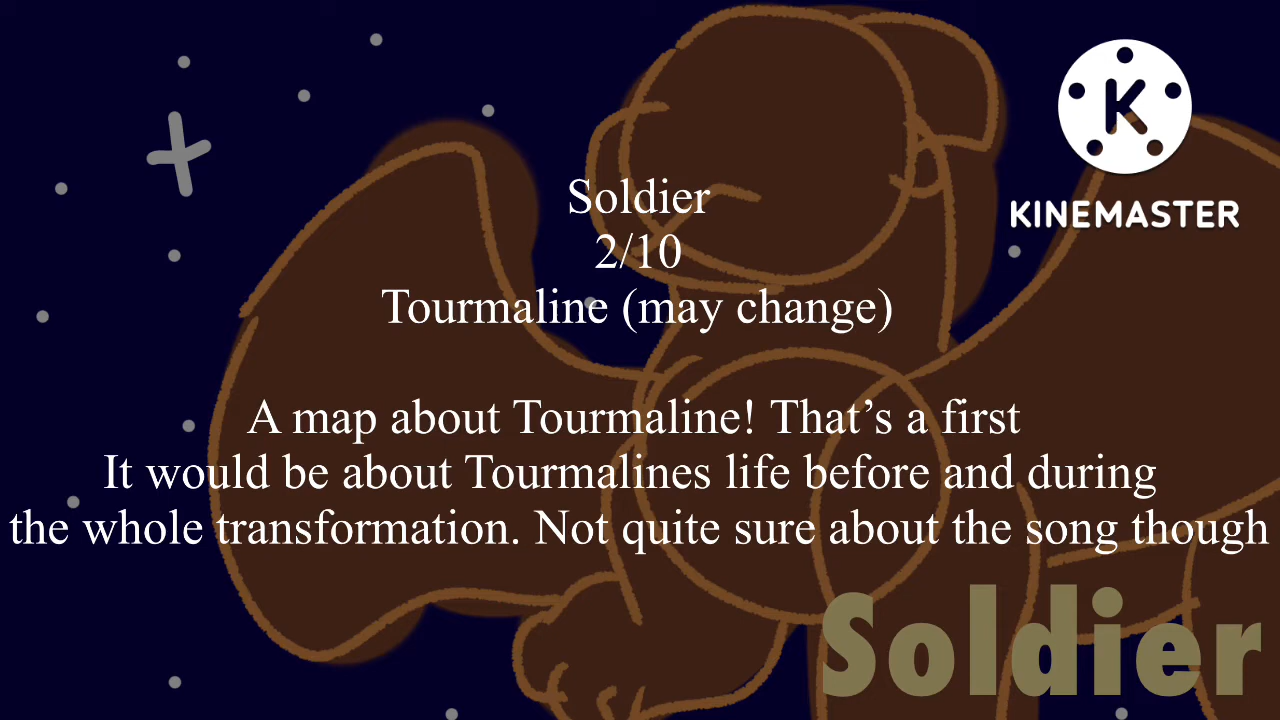 KINEMASTER
Soldier
2/10
Tourmaline (may change)
A map about Tourmaline! That’s a first
It would be about Tourmalines life before and during
the whole transformation. Not quite sure about the song though
Soldier